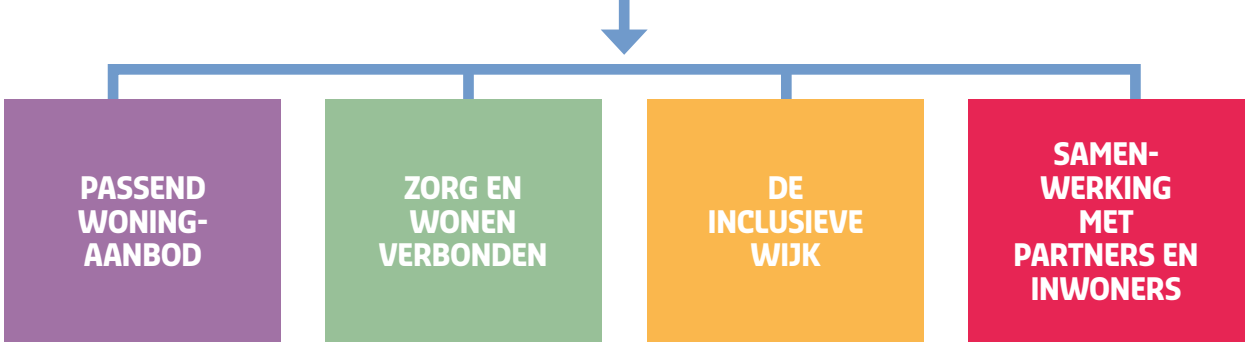 PASSEND
WONING-
AANBOD
ZORG EN
WONEN
VERBONDEN
DE
INCLUSIEVE
WIJK
SAMEN-
WERKING
MET
PARTNERS EN
INWONERS